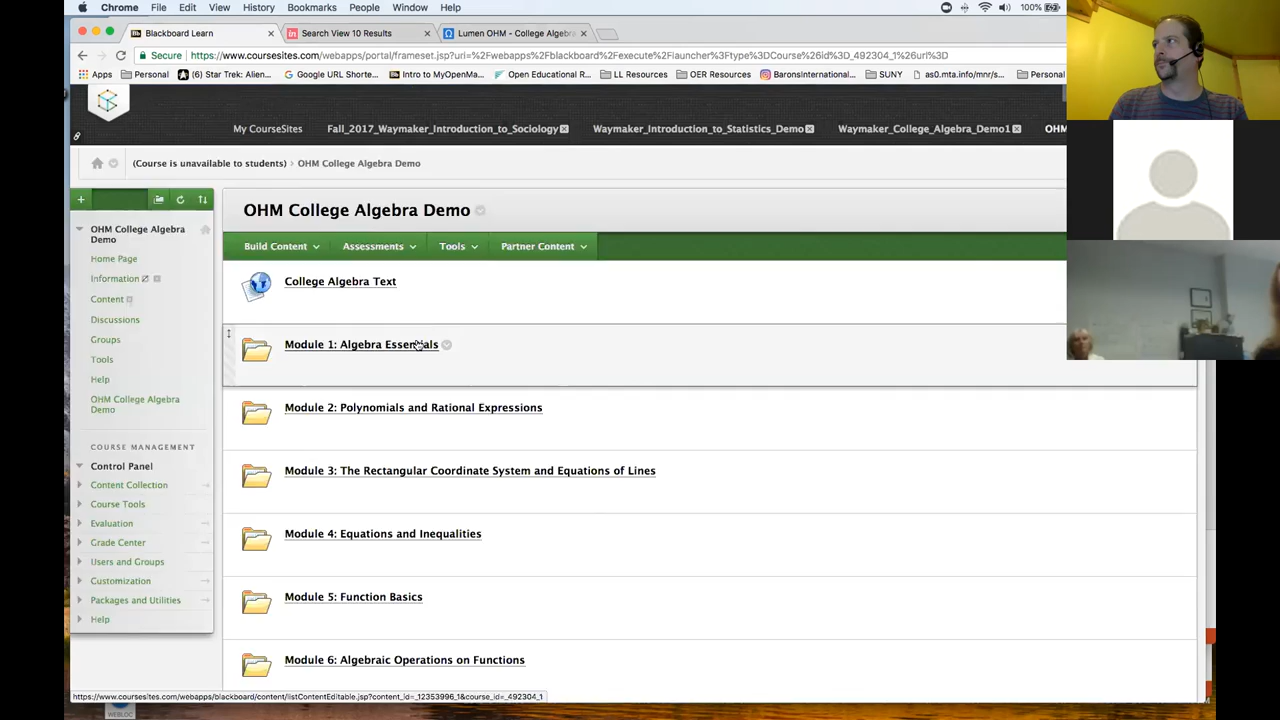 Chrome File Edit View History Bookmarks People Window Help 100%
Blackboard Learn Search View 10 Results Lumen OHM - College Algebra
Secure https://www.coursesites.com/webapps/portal/frameset.jsp?uri=%2Fwebapps%2Fblackboard%2Fexecute%2Flauncher%3Ftype%3DCourse%26id%3D_492304_1%26url%3D
Apps Personal (6) Star Trek: Alien... Google URL Shorte... Intro to MyOpenMa... Open Educational R... LL Resources OER Resources BaronsInternational... SUNY as0.mta.info/mnr/s... Personal
My CourseSites Fall_2017_Waymaker_Introduction_to_Sociology Waymaker_Introduction_to_Statistics_Demo Waymaker_College_Algebra_Demo1 OHM
(Course is unavailable to students) > OHM College Algebra Demo
OHM College Algebra
Demo
Home Page
Information
Content
Discussions
Groups
Tools
Help
OHM College Algebra
Demo
COURSE MANAGEMENT
Control Panel
Content Collection
Course Tools
Evaluation
Grade Center
Users and Groups
Customization
Packages and Utilities
Help
OHM College Algebra Demo
Build Content Assessments Tools Partner Content
College Algebra Text
Module 1: Algebra Essentials
Module 2: Polynomials and Rational Expressions
Module 3: The Rectangular Coordinate System and Equations of Lines
Module 4: Equations and Inequalities
Module 5: Function Basics
Module 6: Algebraic Operations on Functions
https://www.coursesites.com/webapps/blackboard/content/listContentEditable.jsp?content_id=_12353996_1&course_id=_492304_1
WEBLOC